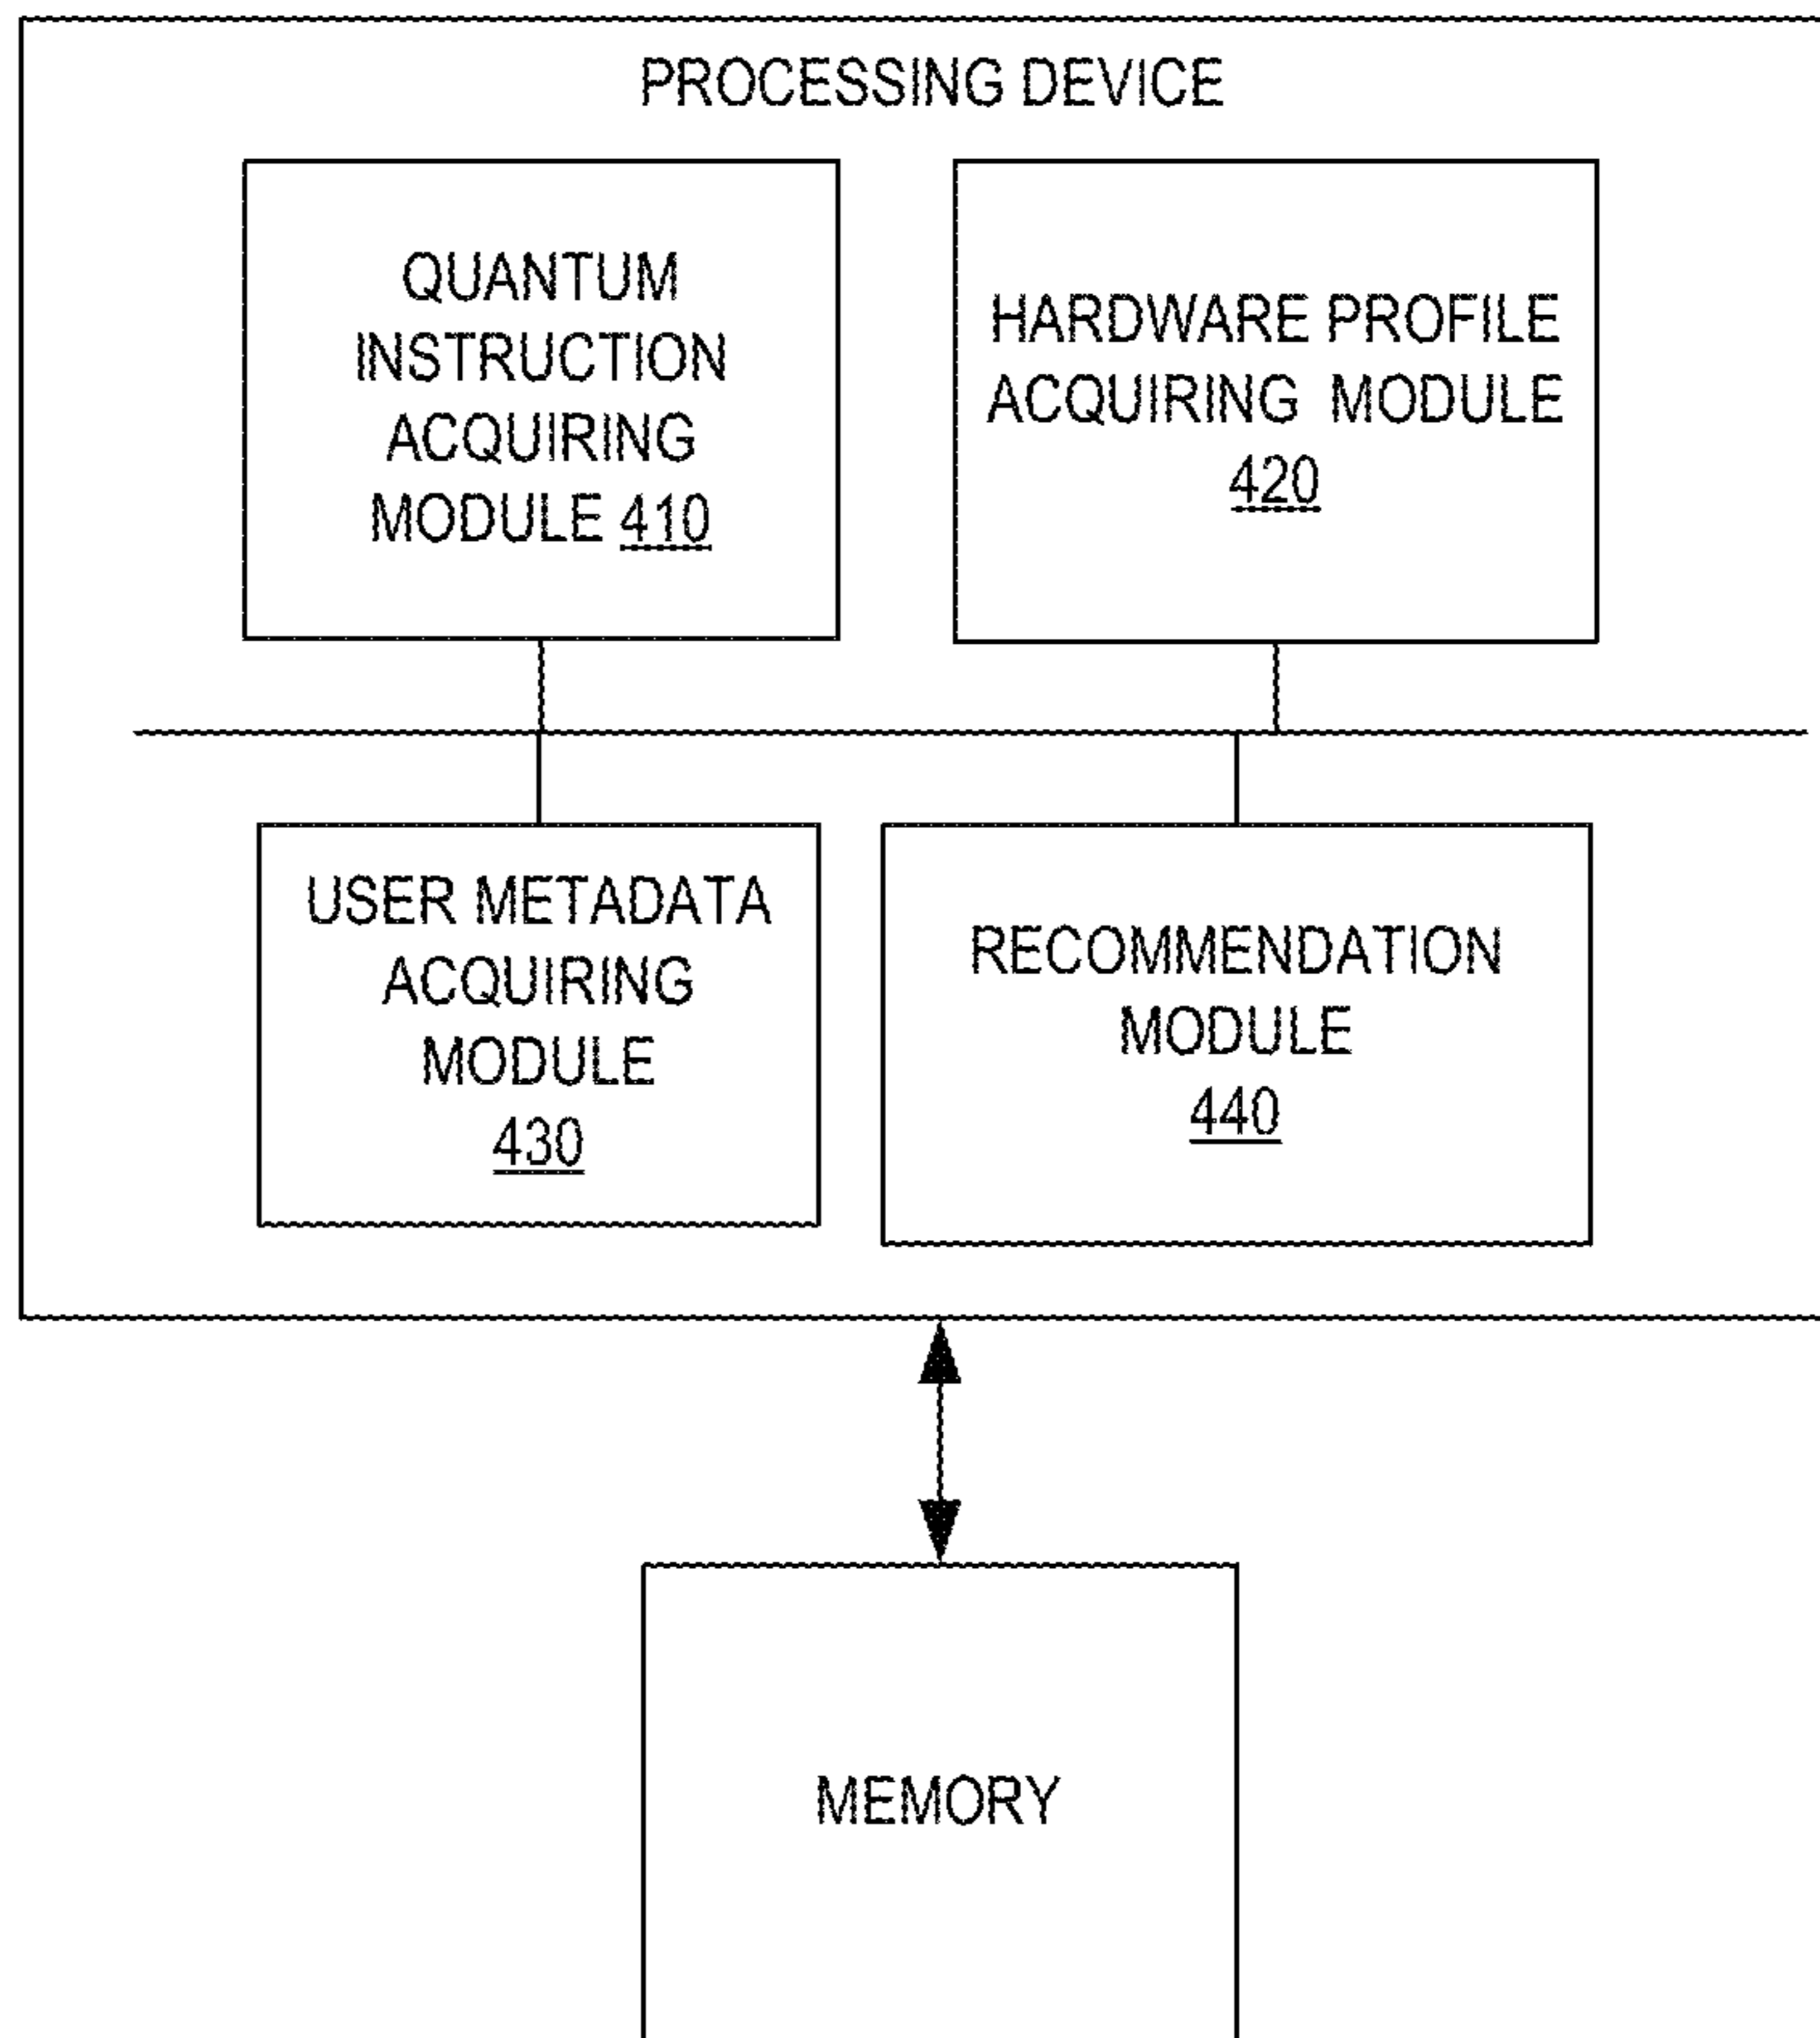 PROCESSING DEVICE
QUANTUM
INSTRUCTION
ACQUIRING
MODULE 410
HARDWARE PROFILE
ACQUIRING MODULE
420
USER METADATA
ACQUIRING
MODULE
430
RECOMMENDATION
MODULE
440
MEMORY